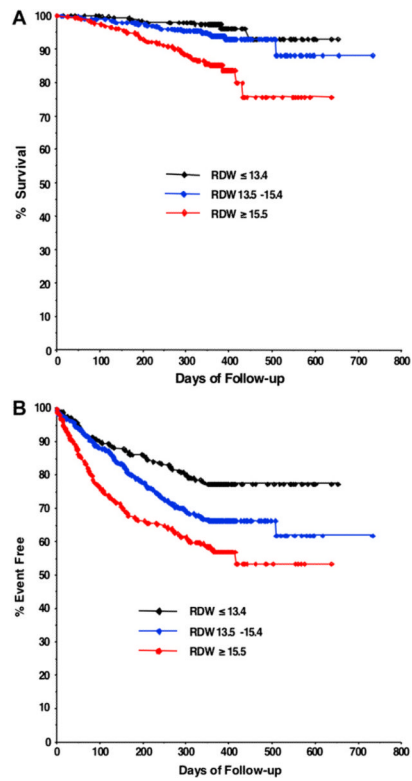 A
100
90
80
70
60
50
40
30
20
10
0
% Survival
RDW ≤ 13.4
RDW 13.5 -15.4
RDW ≥ 15.5
0 100 200 300 400 500 600 700 800
Days of Follow-up
B
100
90
80
70
60
50
40
30
20
10
0
% Event Free
RDW ≤ 13.4
RDW 13.5 -15.4
RDW ≥ 15.5
0 100 200 300 400 500 600 700 800
Days of Follow-up